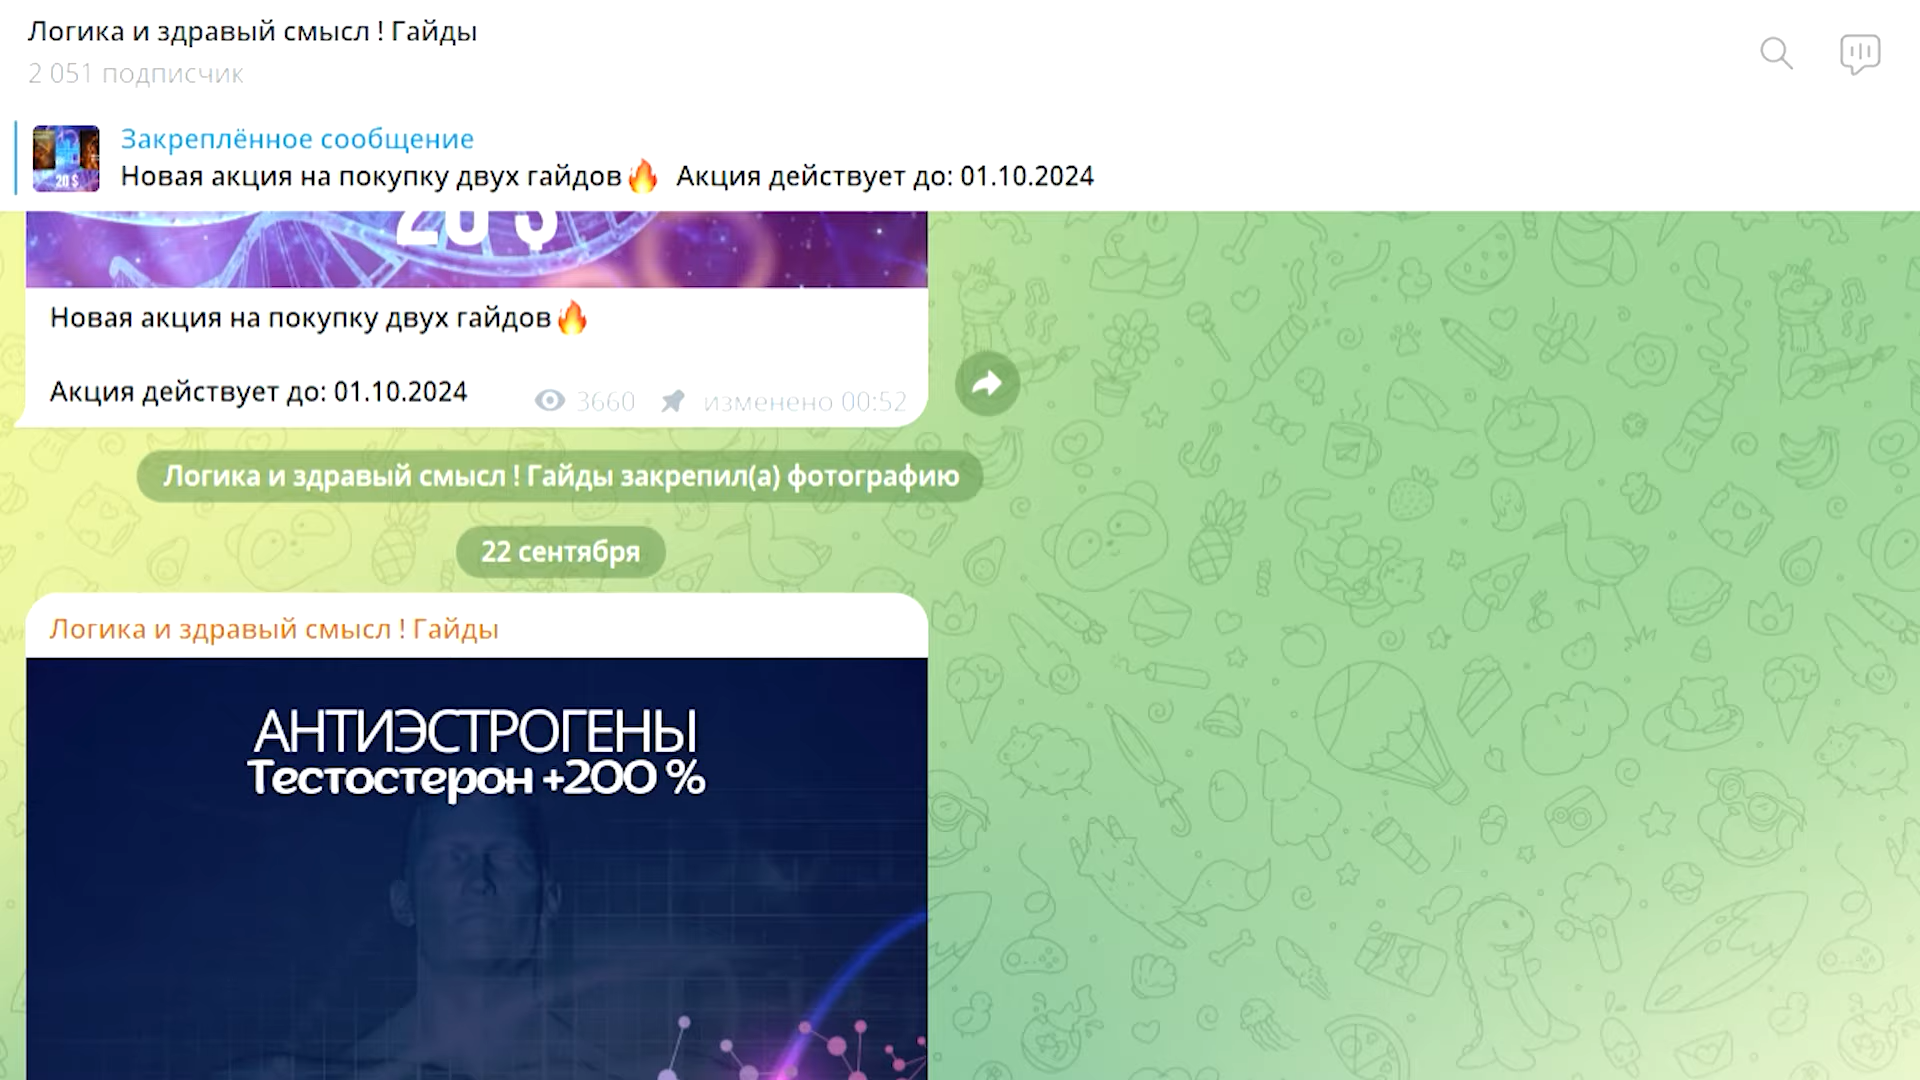 Логика и здравый смысл ! Гайды
2 051 подписчик
Закреплённое сообщение
Новая акция на покупку двух гайдов🔥 Акция действует до: 01.10.2024
20 $
20 $
Новая акция на покупку двух гайдов🔥
Акция действует до: 01.10.2024
3660 изменено 00:52
Логика и здравый смысл ! Гайды закрепил(а) фотографию
22 сентября
Логика и здравый смысл ! Гайды
АНТИЭСТРОГЕНЫ
Тестостерон +200 %